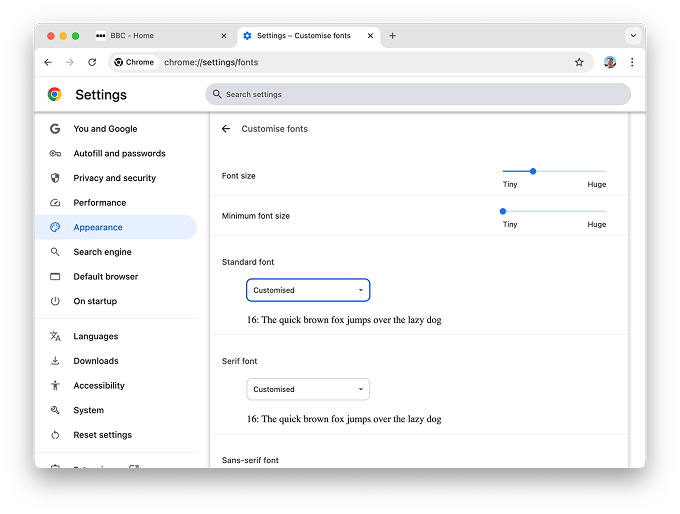 BBC - Home
Settings – Customise fonts
Chrome
chrome://settings/fonts
Settings
Search settings
You and Google
Autofill and passwords
Privacy and security
Performance
Appearance
Search engine
Default browser
On startup
Languages
Downloads
Accessibility
System
Reset settings
Customise fonts
Font size
Tiny
Huge
Minimum font size
Tiny
Huge
Standard font
Customised
16: The quick brown fox jumps over the lazy dog
Serif font
Customised
16: The quick brown fox jumps over the lazy dog
Sans-serif font